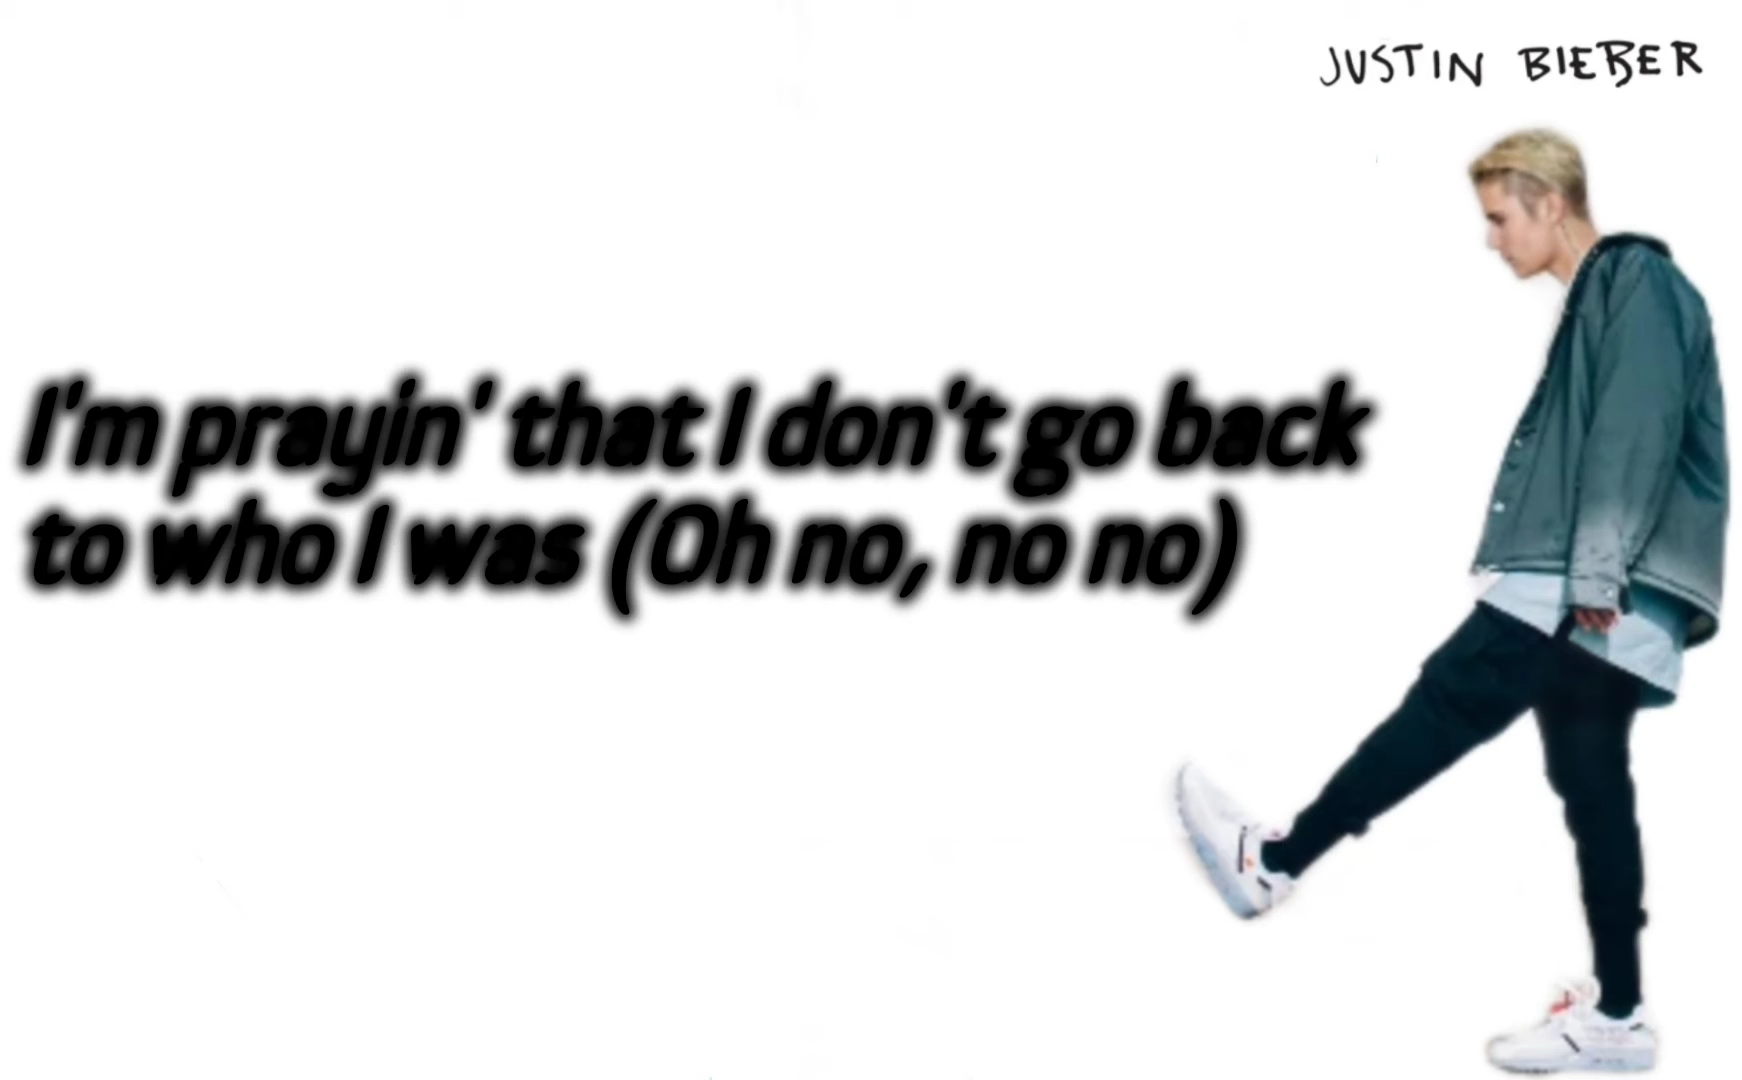 JUSTIN BIEBER
I'm prayin' that I don't go back
to who I was (Oh no, no no)